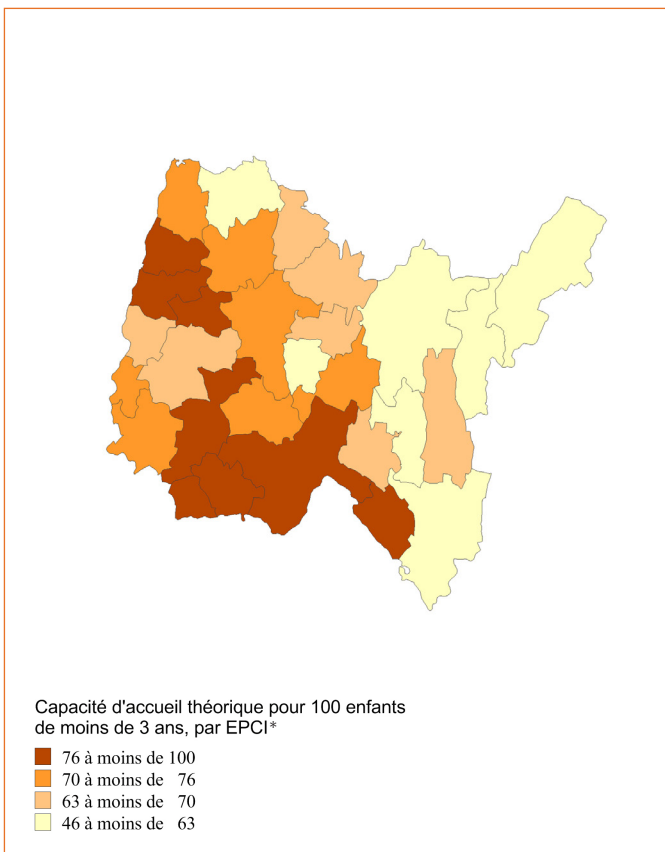 Capacité d'accueil théorique pour 100 enfants
de moins de 3 ans, par EPCI*
76 à moins de 100
70 à moins de 76
63 à moins de 70
46 à moins de 63